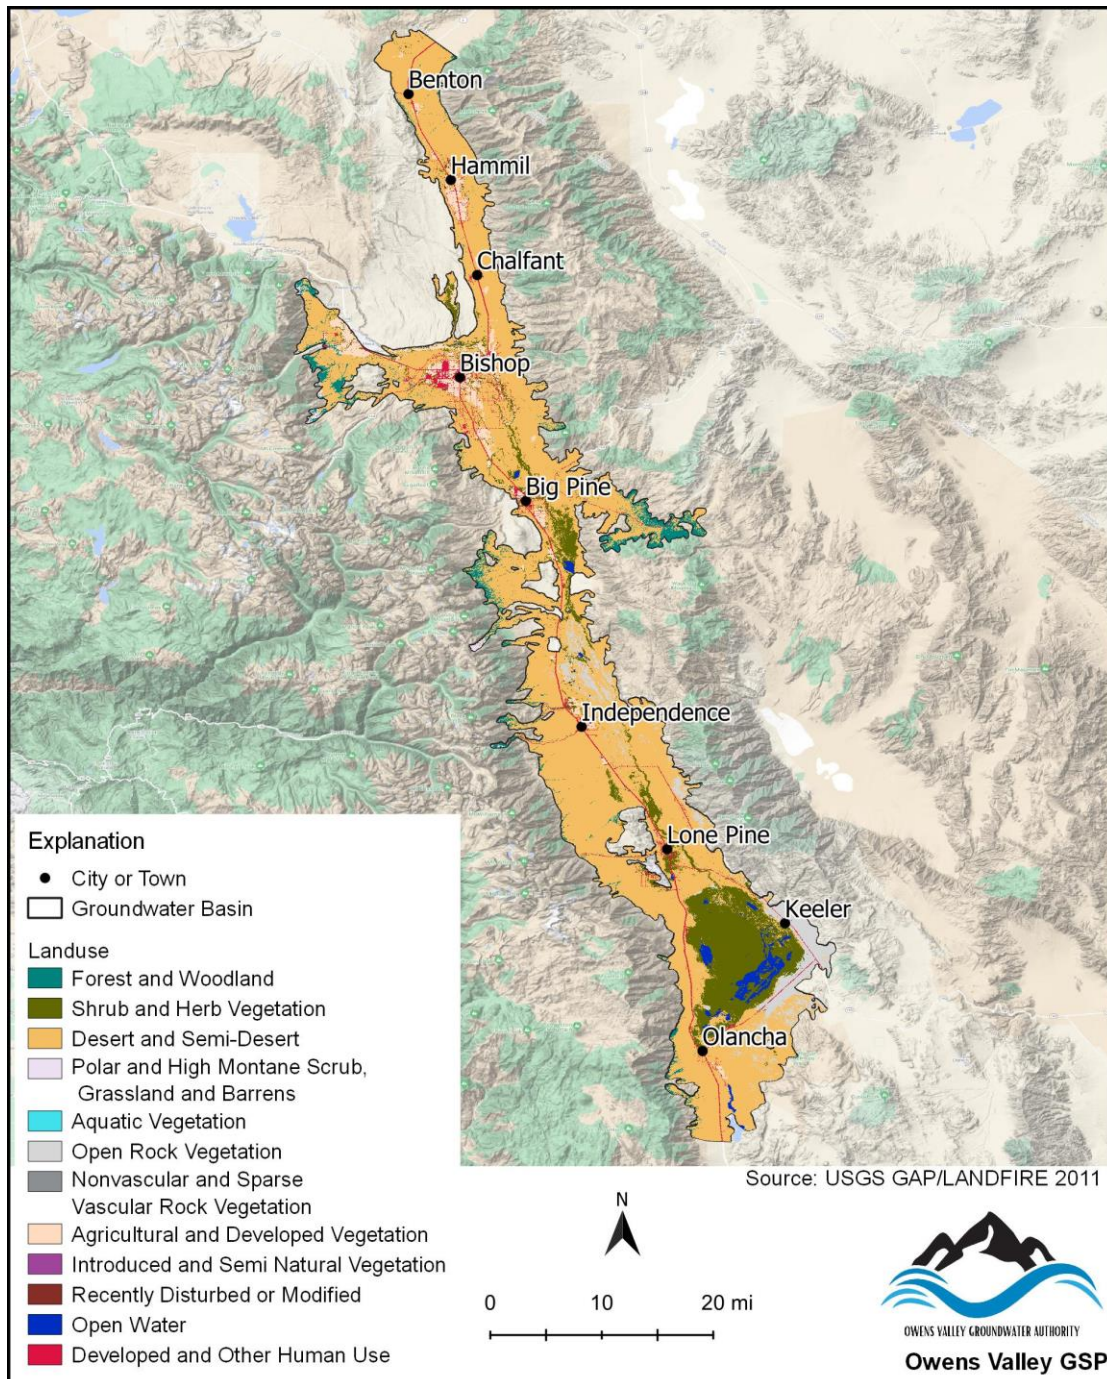 Benton
Hammil
Chalfant
Bishop
Big Pine
Independence
Lone Pine
Keeler
Olancha
Explanation
City or Town
Groundwater Basin
Landuse
Forest and Woodland
Shrub and Herb Vegetation
Desert and Semi-Desert
Polar and High Montane Scrub,
Grassland and Barrens
Aquatic Vegetation
Open Rock Vegetation
Nonvascular and Sparse
Vascular Rock Vegetation
Agricultural and Developed Vegetation
Introduced and Semi Natural Vegetation
Recently Disturbed or Modified
Open Water
Developed and Other Human Use
Source: USGS GAP/LANDFIRE 2011
N
0 10 20 mi
OWENS VALLEY GROUNDWATER AUTHORITY
Owens Valley GSP